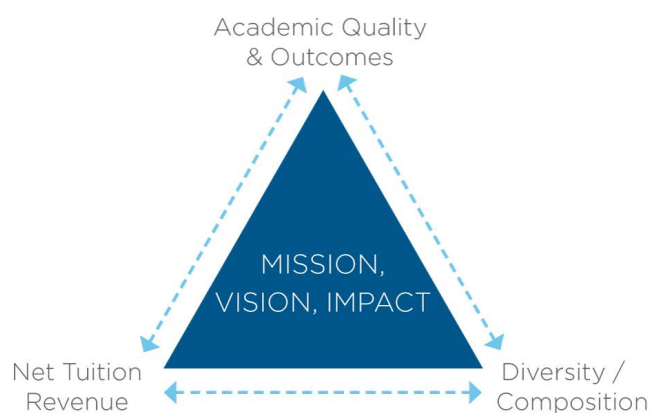 Academic Quality
& Outcomes
MISSION,
VISION, IMPACT
Net Tuition
Revenue
Diversity /
Composition